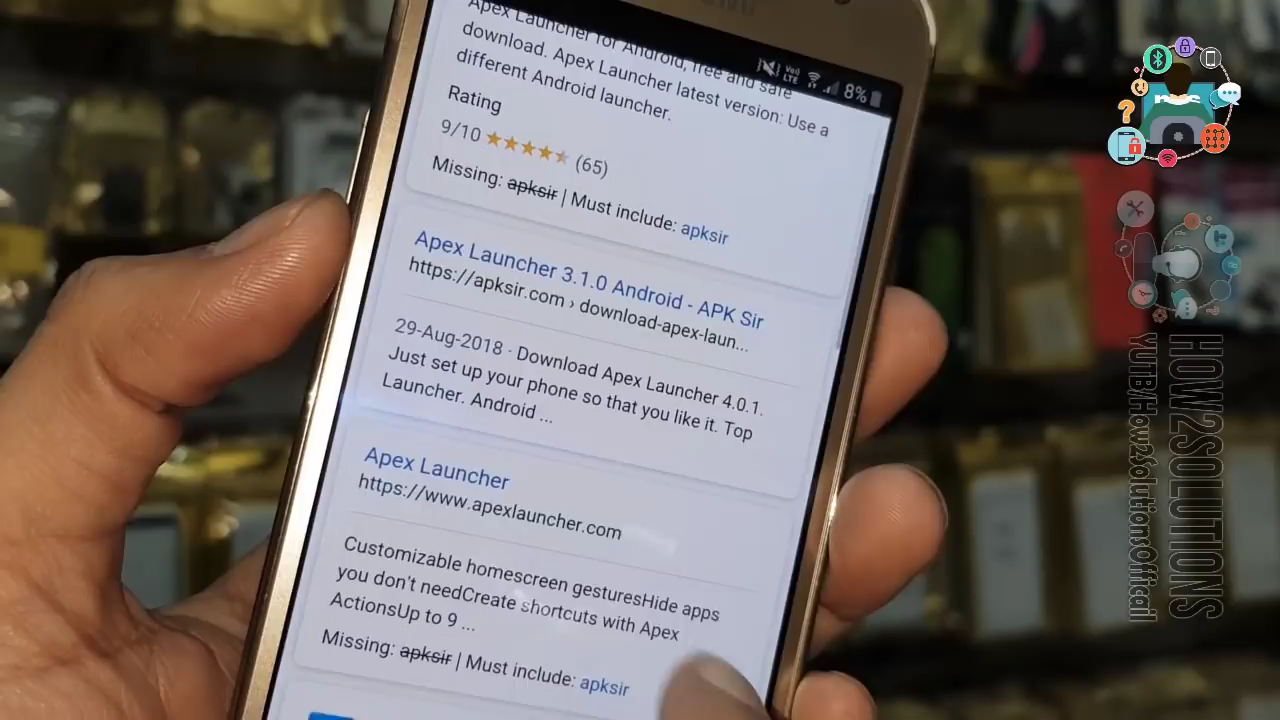 Apex Launcher for Android, free and safe
download. Apex Launcher latest version: Use a
different Android launcher.
Rating
9/10 (65)
Missing: apksir | Must include: apksir
Apex Launcher 3.1.0 Android - APK Sir
https://apksir.com › download-apex-laun...
29-Aug-2018 · Download Apex Launcher 4.0.1.
Just set up your phone so that you like it. Top
Launcher. Android ...
Apex Launcher
https://www.apexlauncher.com
Customizable homescreen gesturesHide apps
you don't needCreate shortcuts with Apex
ActionsUp to 9 ...
Missing: apksir | Must include: apksir
VoD
LTE
8%
HOW2SOLUTIONS
YUTB/How2SolutionsOfficail